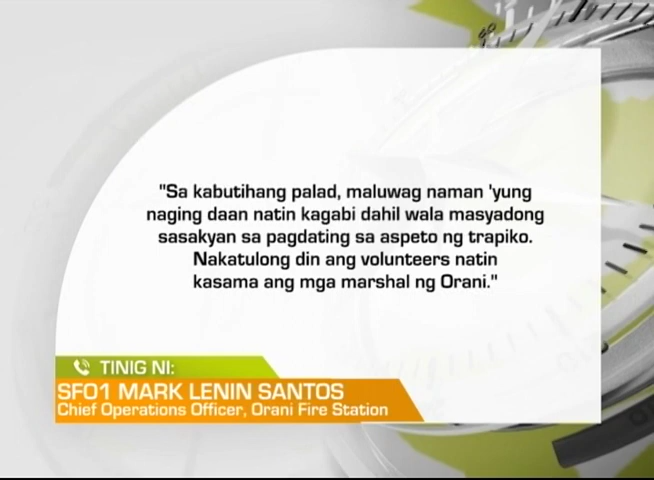 "Sa kabutihang palad, maluwag naman 'yung
naging daan natin kagabi dahil wala masyadong
sasakyan sa pagdating sa aspeto ng trapiko.
Nakatulong din ang volunteers natin
kasama ang mga marshal ng Orani."
TINIG NI:
SFO1 MARK LENIN SANTOS
Chief Operations Officer, Orani Fire Station